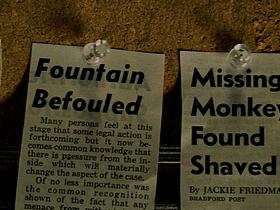 Fountain
Befouled
Many persons feel at this
stage that some legal action is
forthcoming but it now be-
comes common knowledge that
there is pressure from the in-
side which will materially
change the aspect of the case.
Of no less importance was
the common recognition
shown of the fact that any
menace from
Missing
Monkey
Found
Shaved
By JACKIE FRIEDM
BRADFORD POST